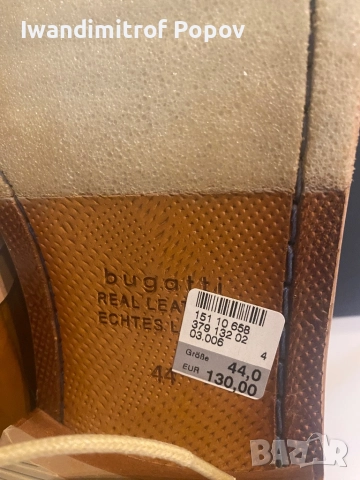 Iwandimitrof Popov
bugatti
REAL LEA
ECHTES L
44
151 10 658
379 132 02
03.006 4
Größe 44,0
EUR 130,00
BAZAR